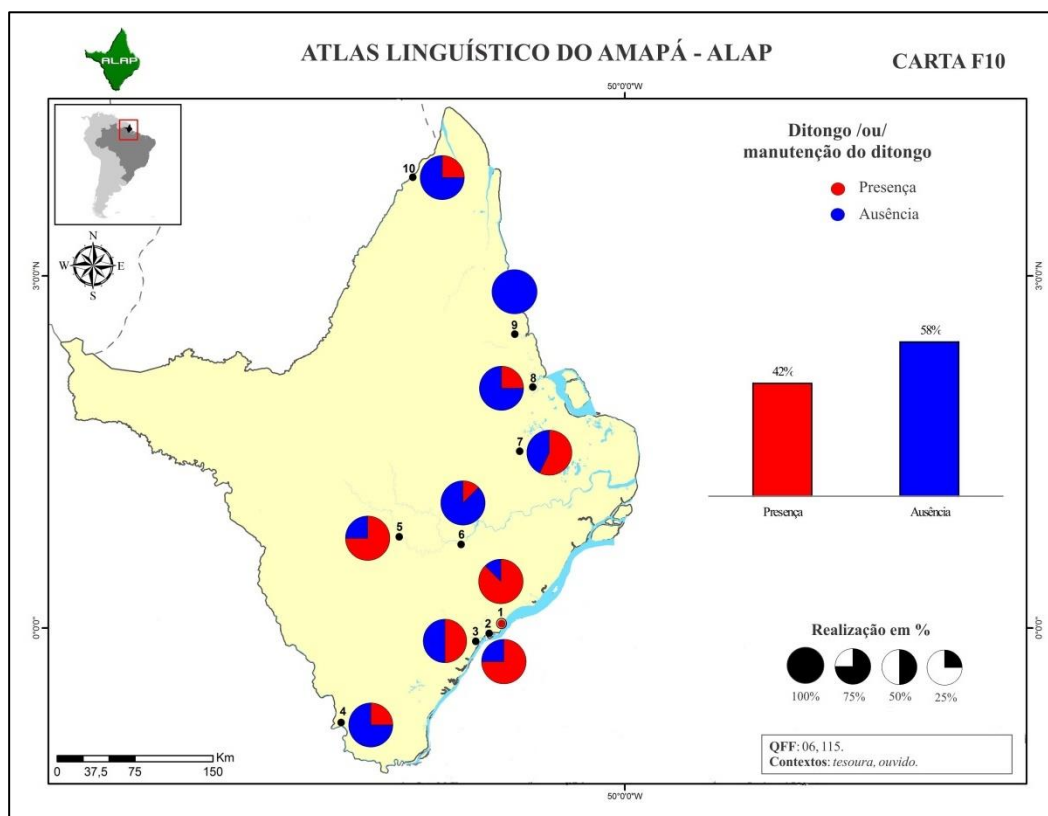 ALAP
ATLAS LINGUÍSTICO DO AMAPÁ - ALAP
CARTA F10
50°0'0"W
Ditongo /ou/
manutenção do ditongo
Presença
Ausência
N
W E
S
3°0'0"N
3°0'0"N
10
9
8
7
5
6
1
2
3
4
58%
42%
Presença
Ausência
0°0'0"
0°0'0"
Realização em %
100% 75% 50% 25%
Km
0 37,5 75 150
QFF: 06, 115.
Contextos: tesoura, ouvido.
50°0'0"W